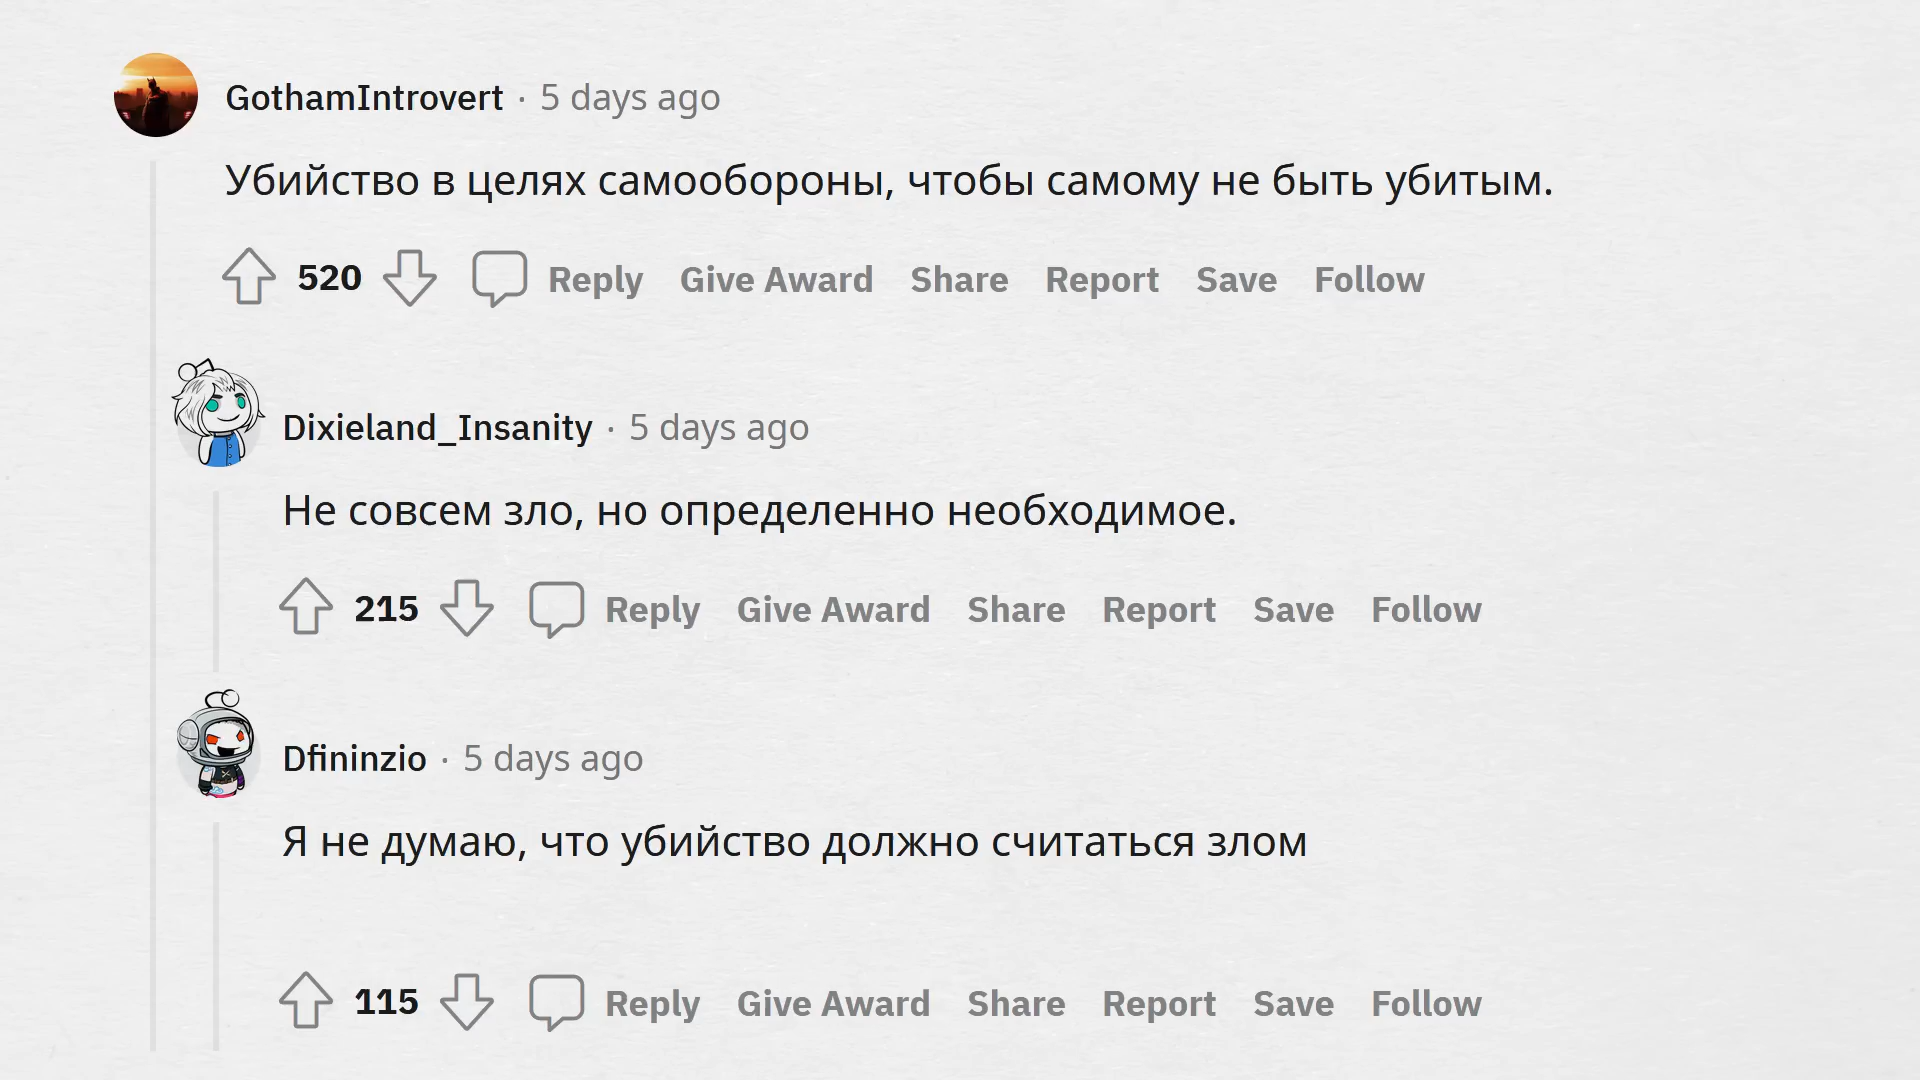 GothamIntrovert · 5 days ago
Убийство в целях самообороны, чтобы самому не быть убитым.
520 Reply Give Award Share Report Save Follow
Dixieland_Insanity · 5 days ago
Не совсем зло, но определенно необходимое.
215 Reply Give Award Share Report Save Follow
Dfininzio · 5 days ago
Я не думаю, что убийство должно считаться злом
115 Reply Give Award Share Report Save Follow